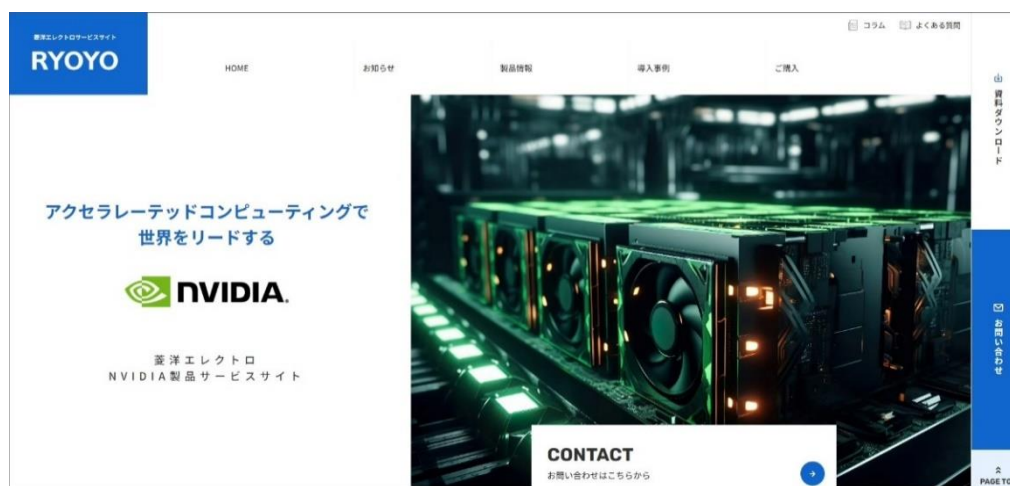 コラム
よくある質問
菱洋エレクトロサービスサイト
RYOYO
HOME
お知らせ
製品情報
導入事例
ご購入
資料ダウンロード
アクセラレーテッドコンピューティングで
世界をリードする
NVIDIA.
菱洋エレクトロ
NVIDIA製品サービスサイト
お問い合わせ
CONTACT
お問い合わせはこちらから
PAGE TO